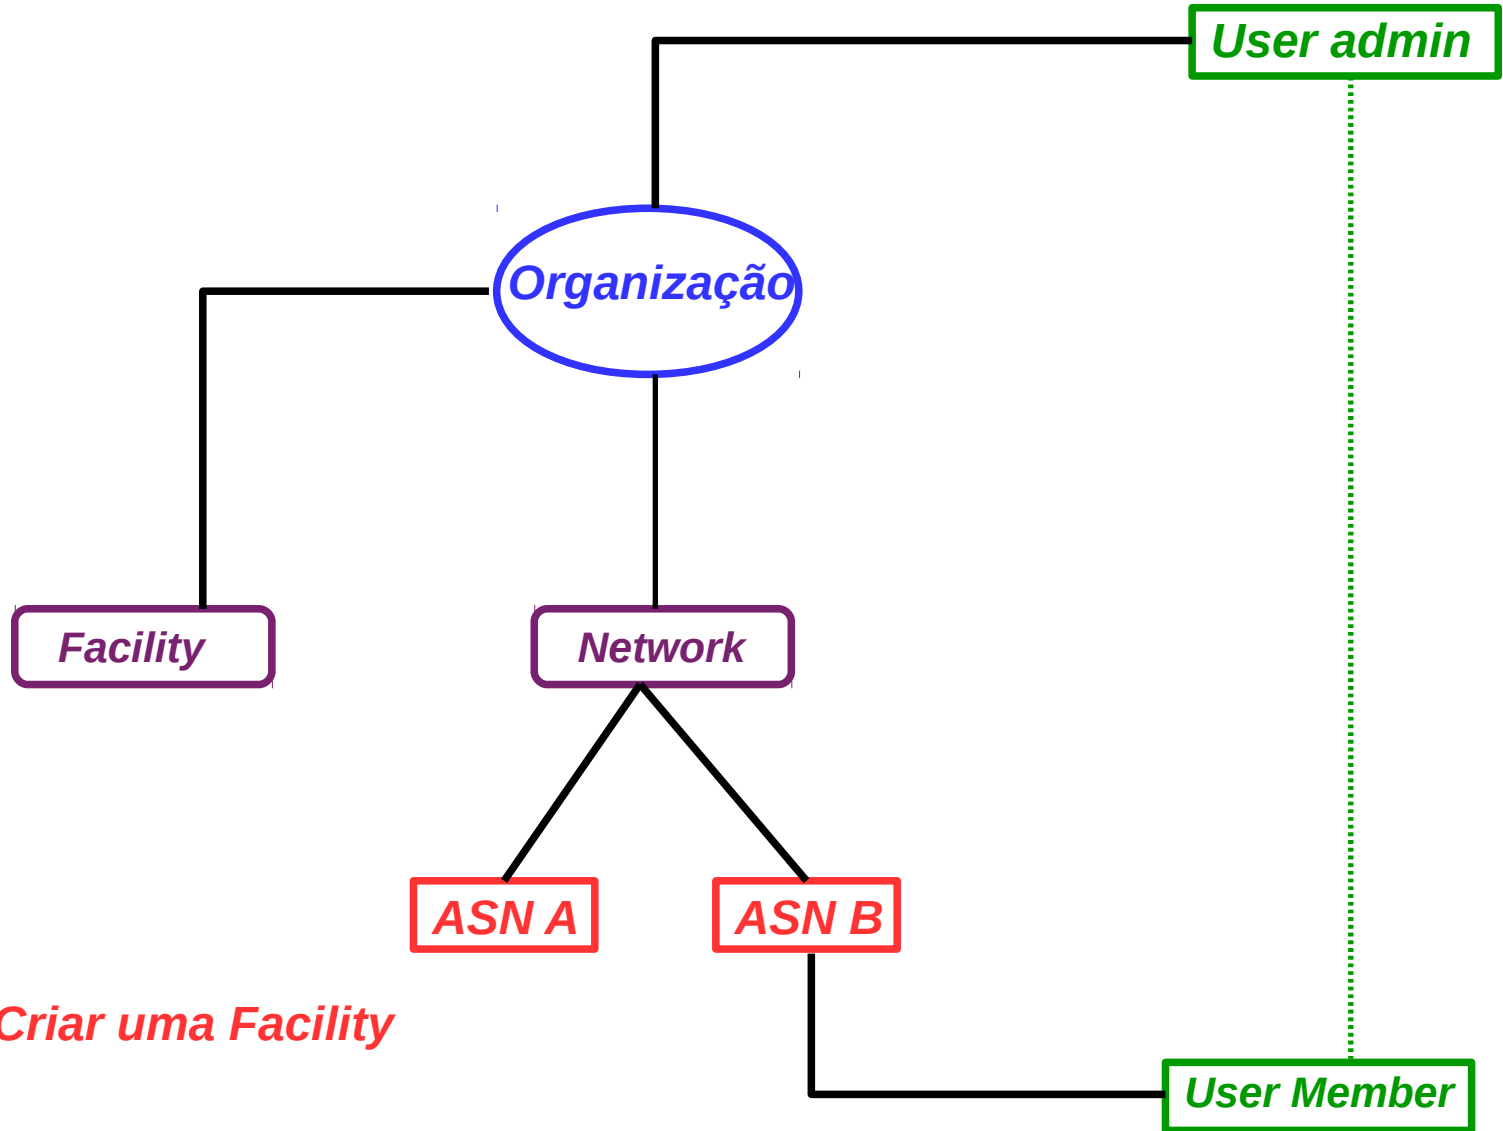 User admin
Organização
Facility
Network
ASN A
ASN B
Criar uma Facility
User Member